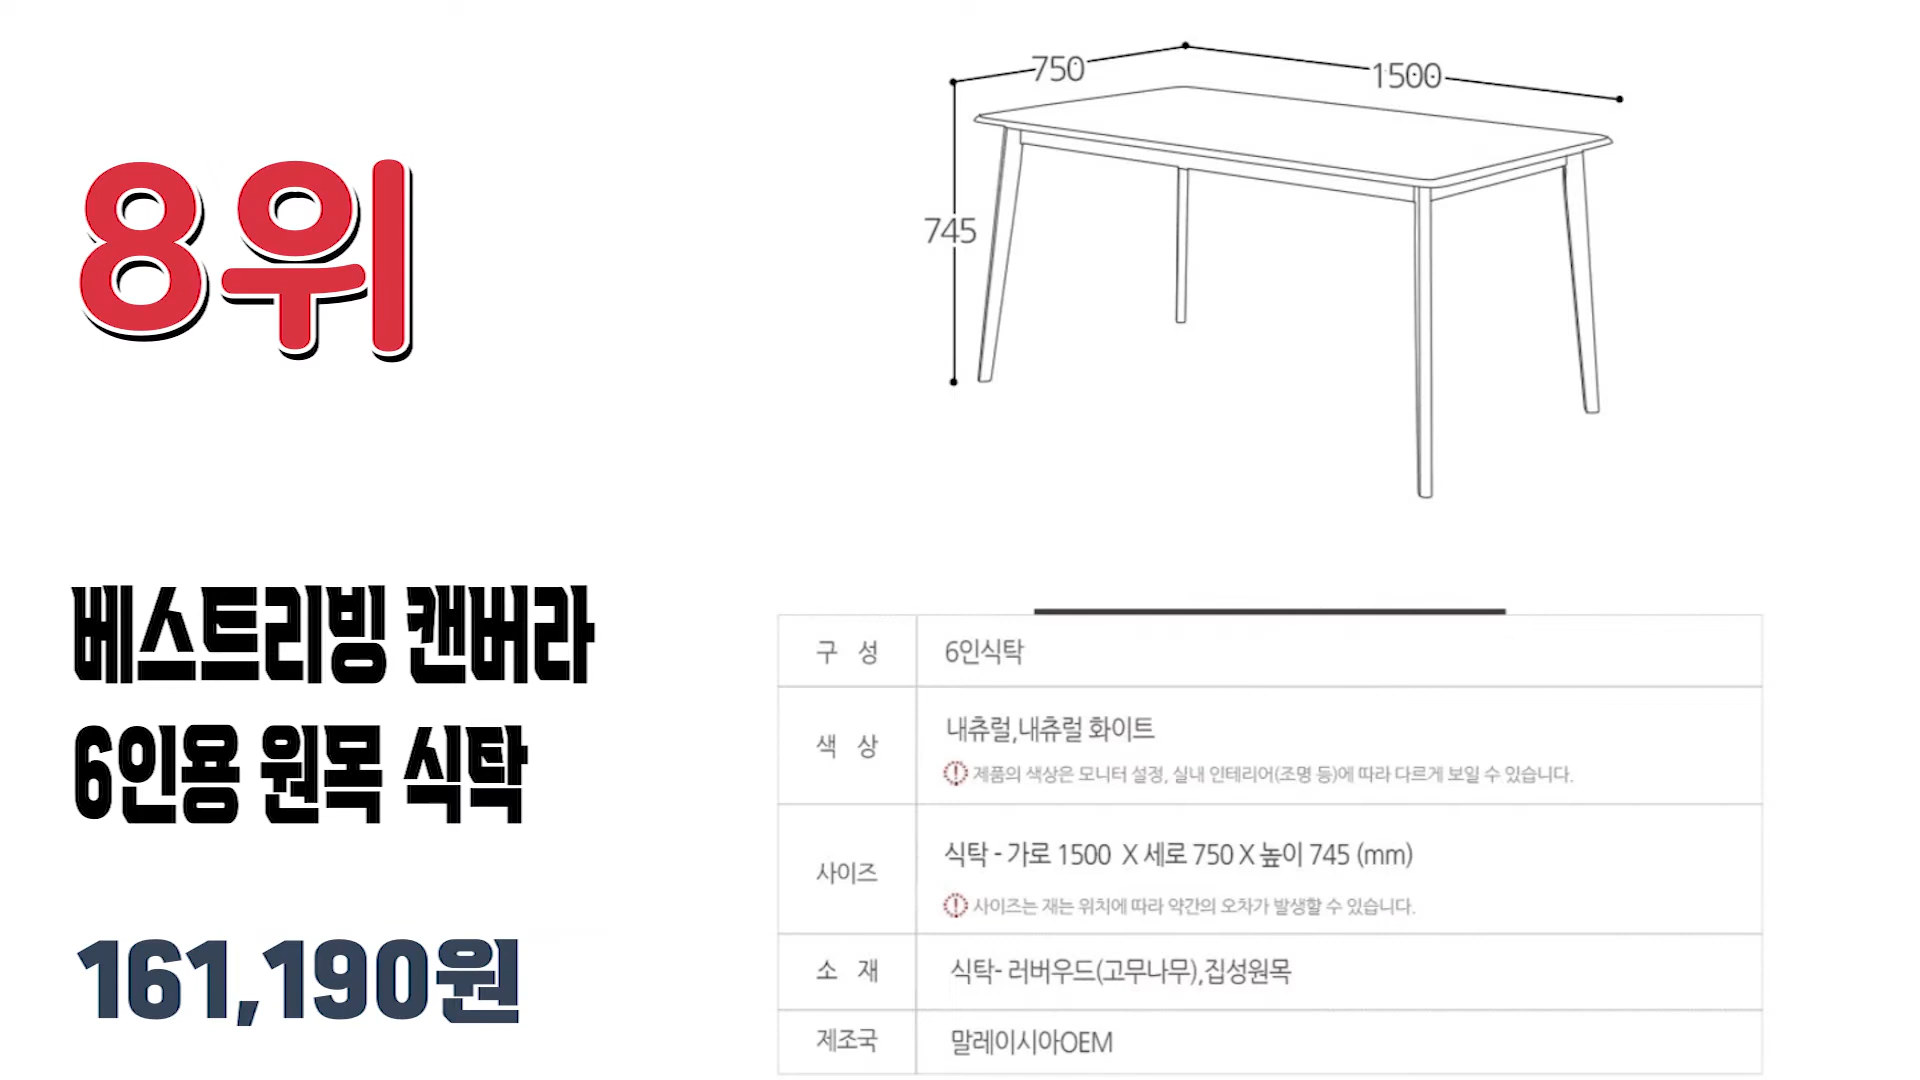 8위
베스트리빙 캔버라
6인용 원목 식탁
161,190원
750
1500
745
구 성
6인식탁
색 상
내츄럴,내츄럴 화이트
제품의 색상은 모니터 설정, 실내 인테리어(조명 등)에 따라 다르게 보일 수 있습니다.
사이즈
식탁 - 가로 1500 X 세로 750 X 높이 745 (mm)
사이즈는 재는 위치에 따라 약간의 오차가 발생할 수 있습니다.
소 재
식탁- 러버우드(고무나무),집성원목
제조국
말레이시아OEM